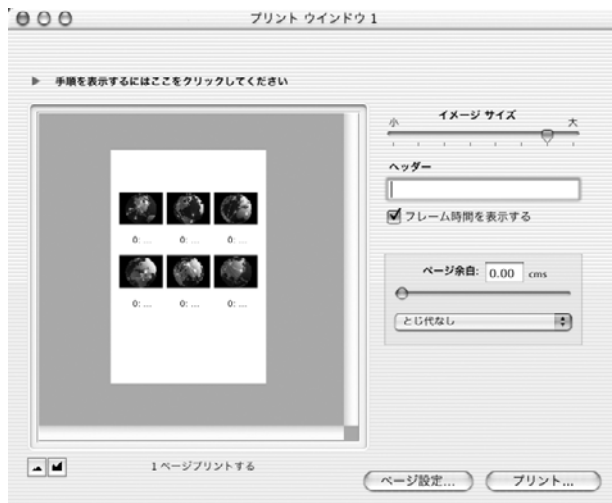 プリント ウインドウ 1
手順を表示するにはここをクリックしてください
イメージ サイズ
小 大
ヘッダー
フレーム時間を表示する
ページ余白: 0.00 cms
とじ代なし
0: ... 0: ... 0: ...
0: ... 0: ... 0: ...
1 ページプリントする
ページ設定... プリント...